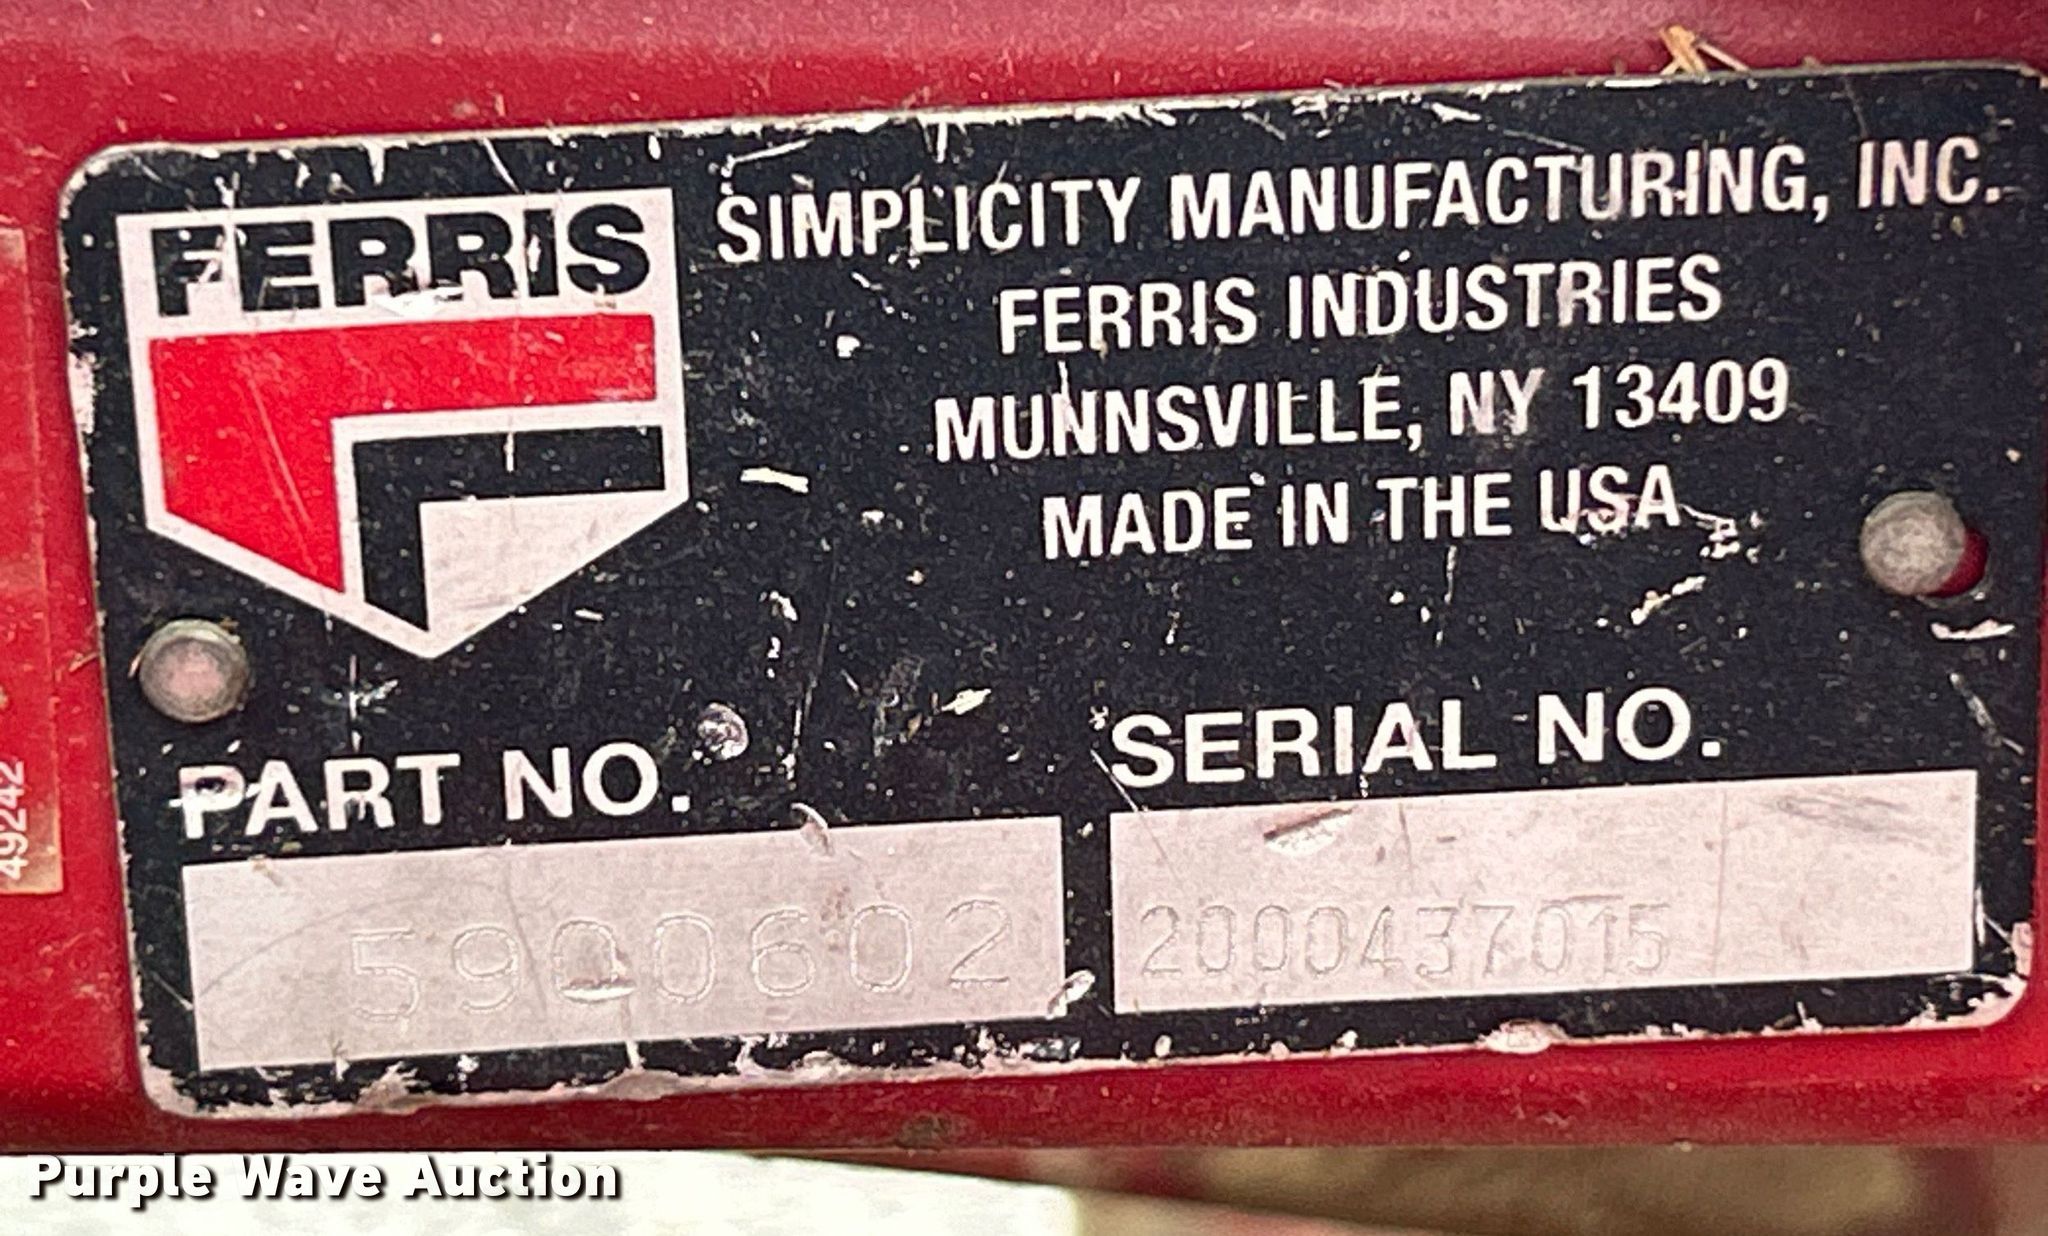 FERRIS
SIMPLICITY MANUFACTURING, INC.
FERRIS INDUSTRIES
MUNNSVILLE, NY 13409
MADE IN THE USA
PART NO.
SERIAL NO.
5900602
2000437015
49242
Purple Wave Auction